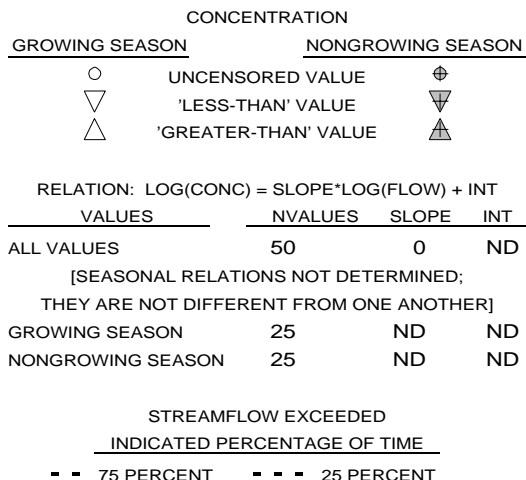 CONCENTRATION
GROWING SEASON NONGROWING SEASON
UNCENSORED VALUE
'LESS-THAN' VALUE
'GREATER-THAN' VALUE
RELATION: LOG(CONC) = SLOPE*LOG(FLOW) + INT
VALUES NVALUES SLOPE INT
ALL VALUES 50 0 ND
[SEASONAL RELATIONS NOT DETERMINED;
THEY ARE NOT DIFFERENT FROM ONE ANOTHER]
GROWING SEASON 25 ND ND
NONGROWING SEASON 25 ND ND
STREAMFLOW EXCEEDED
INDICATED PERCENTAGE OF TIME
75 PERCENT 25 PERCENT